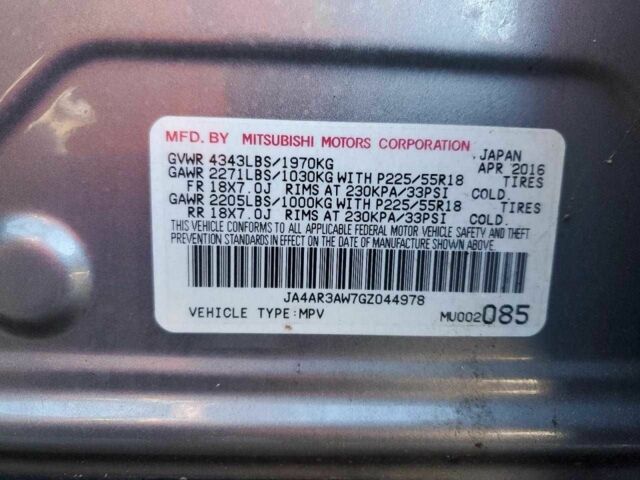 MFD. BY MITSUBISHI MOTORS CORPORATION JAPAN
GVWR 4343LBS/1970KG APR 2016
GAWR 2271LBS/1030KG WITH P225/55R18 TIRES
FR 18X7.0J RIMS AT 230KPA/33PSI COLD.
GAWR 2205LBS/1000KG WITH P225/55R18 TIRES
RR 18X7.0J RIMS AT 230KPA/33PSI COLD.
THIS VEHICLE CONFORMS TO ALL APPLICABLE FEDERAL MOTOR VEHICLE SAFETY AND THEFT
PREVENTION STANDARDS IN EFFECT ON THE DATE OF MANUFACTURE SHOWN ABOVE.
JA4AR3AW7GZ044978
VEHICLE TYPE:MPV MU002085